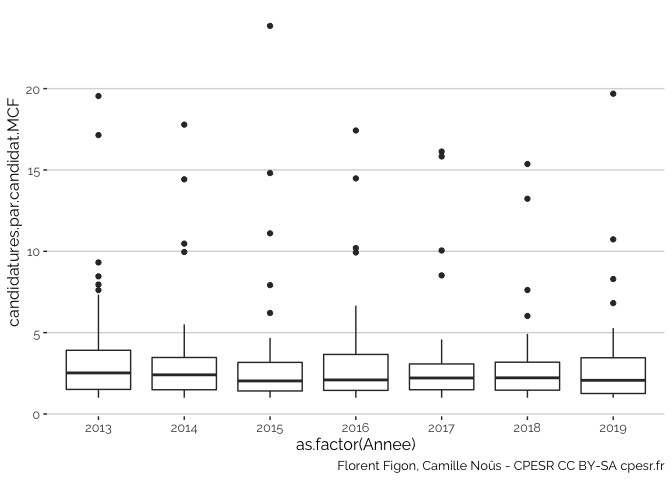 candidatures.par.candidat.MCF
20
15
10
5
0
2013 2014 2015 2016 2017 2018 2019
as.factor(Annee)
Florent Figon, Camille Noûs - CPESR CC BY-SA cpesr.fr